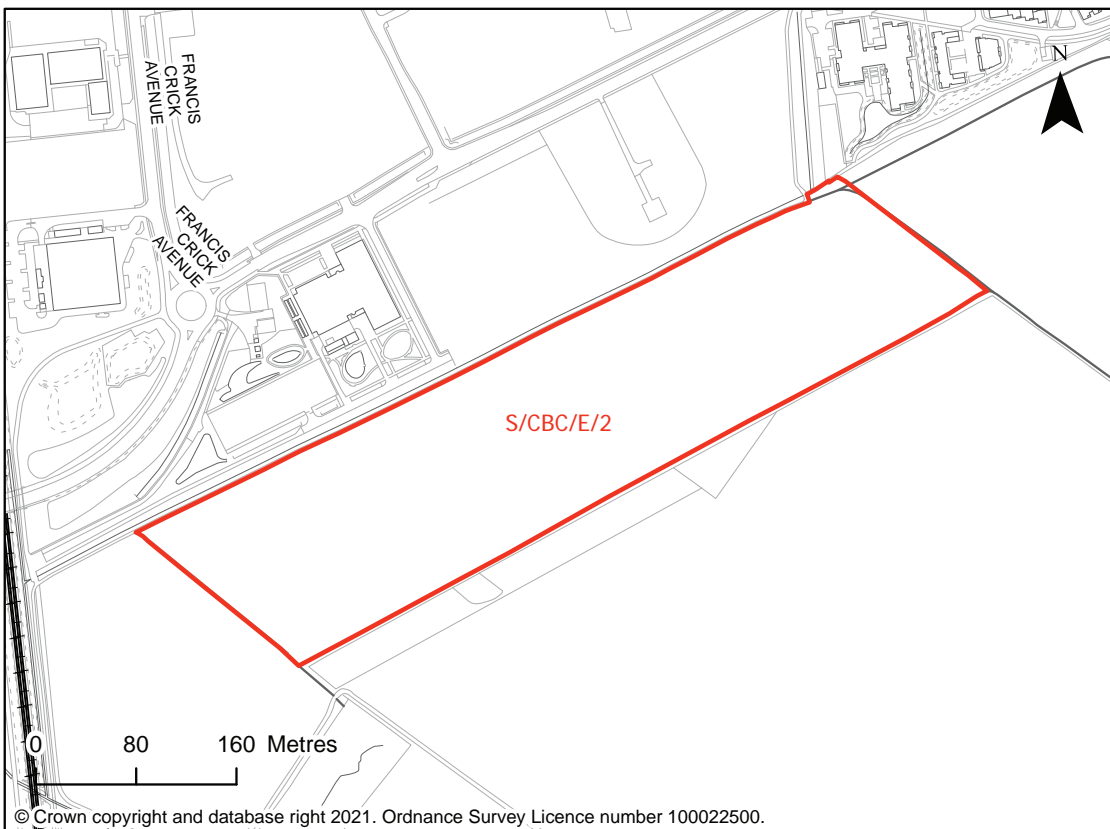 FRANCIS
CRICK
AVENUE
N
FRANCIS
CRICK
AVENUE
S/CBC/E/2
0 80 160 Metres
© Crown copyright and database right 2021. Ordnance Survey Licence number 100022500.